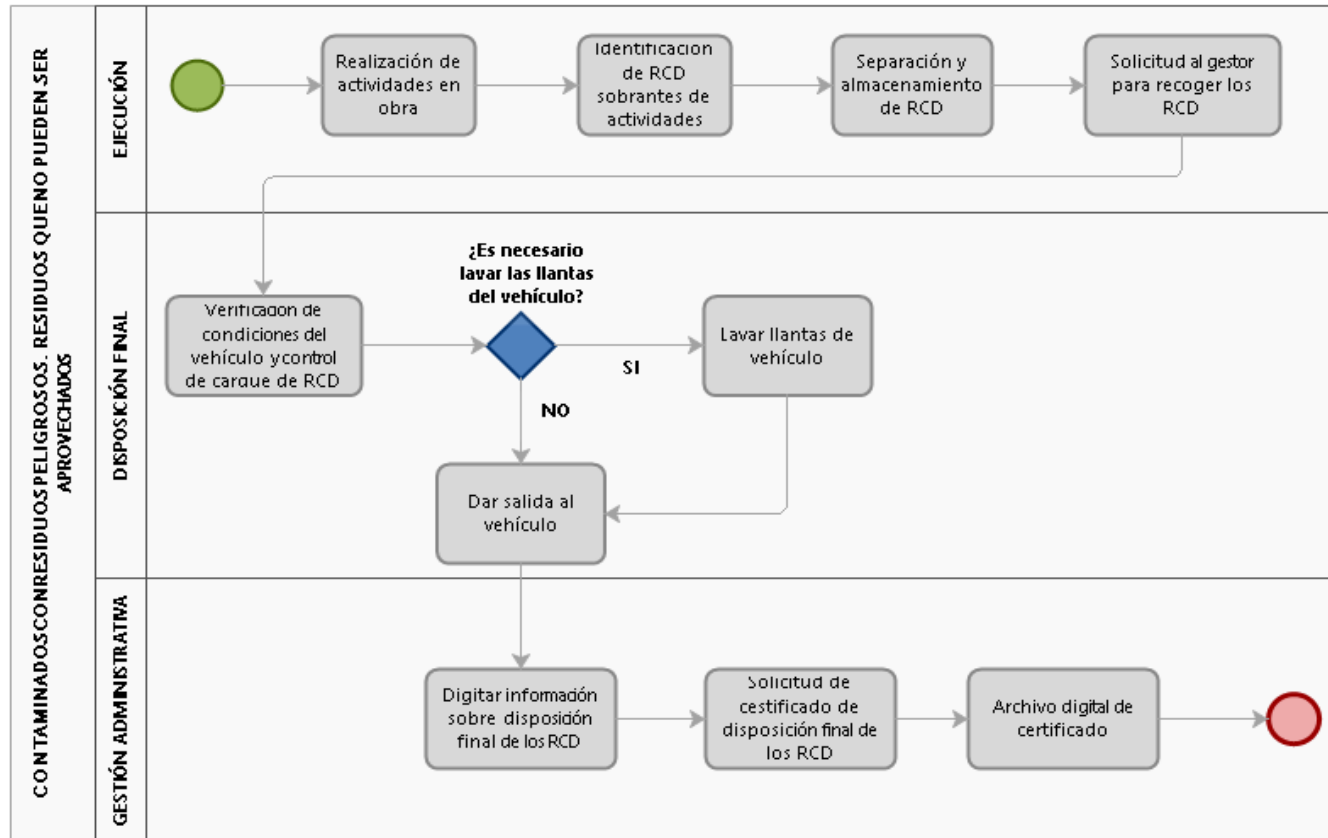 CONTAMINADOS CON RESIDUOS PELIGROSOS. RESIDUOS QUE NO PUEDEN SER
APROVECHADOS
EJECUCIÓN
Realización de
actividades en
obra
Identificación
de RCD
sobrantes de
actividades
Separación y
almacenamiento
de RCD
Solicitud al gestor
para recoger los
RCD
DISPOSICIÓN FINAL
Verificación de
condiciones del
vehículo y control
de cargue de RCD
¿Es necesario
lavar las llantas
del vehículo?
SI
NO
Lavar llantas de
vehículo
Dar salida al
vehículo
GESTIÓN ADMINISTRATIVA
Digitar información
sobre disposición
final de los RCD
Solicitud de
cestificado de
disposición final de
los RCD
Archivo digital de
certificado